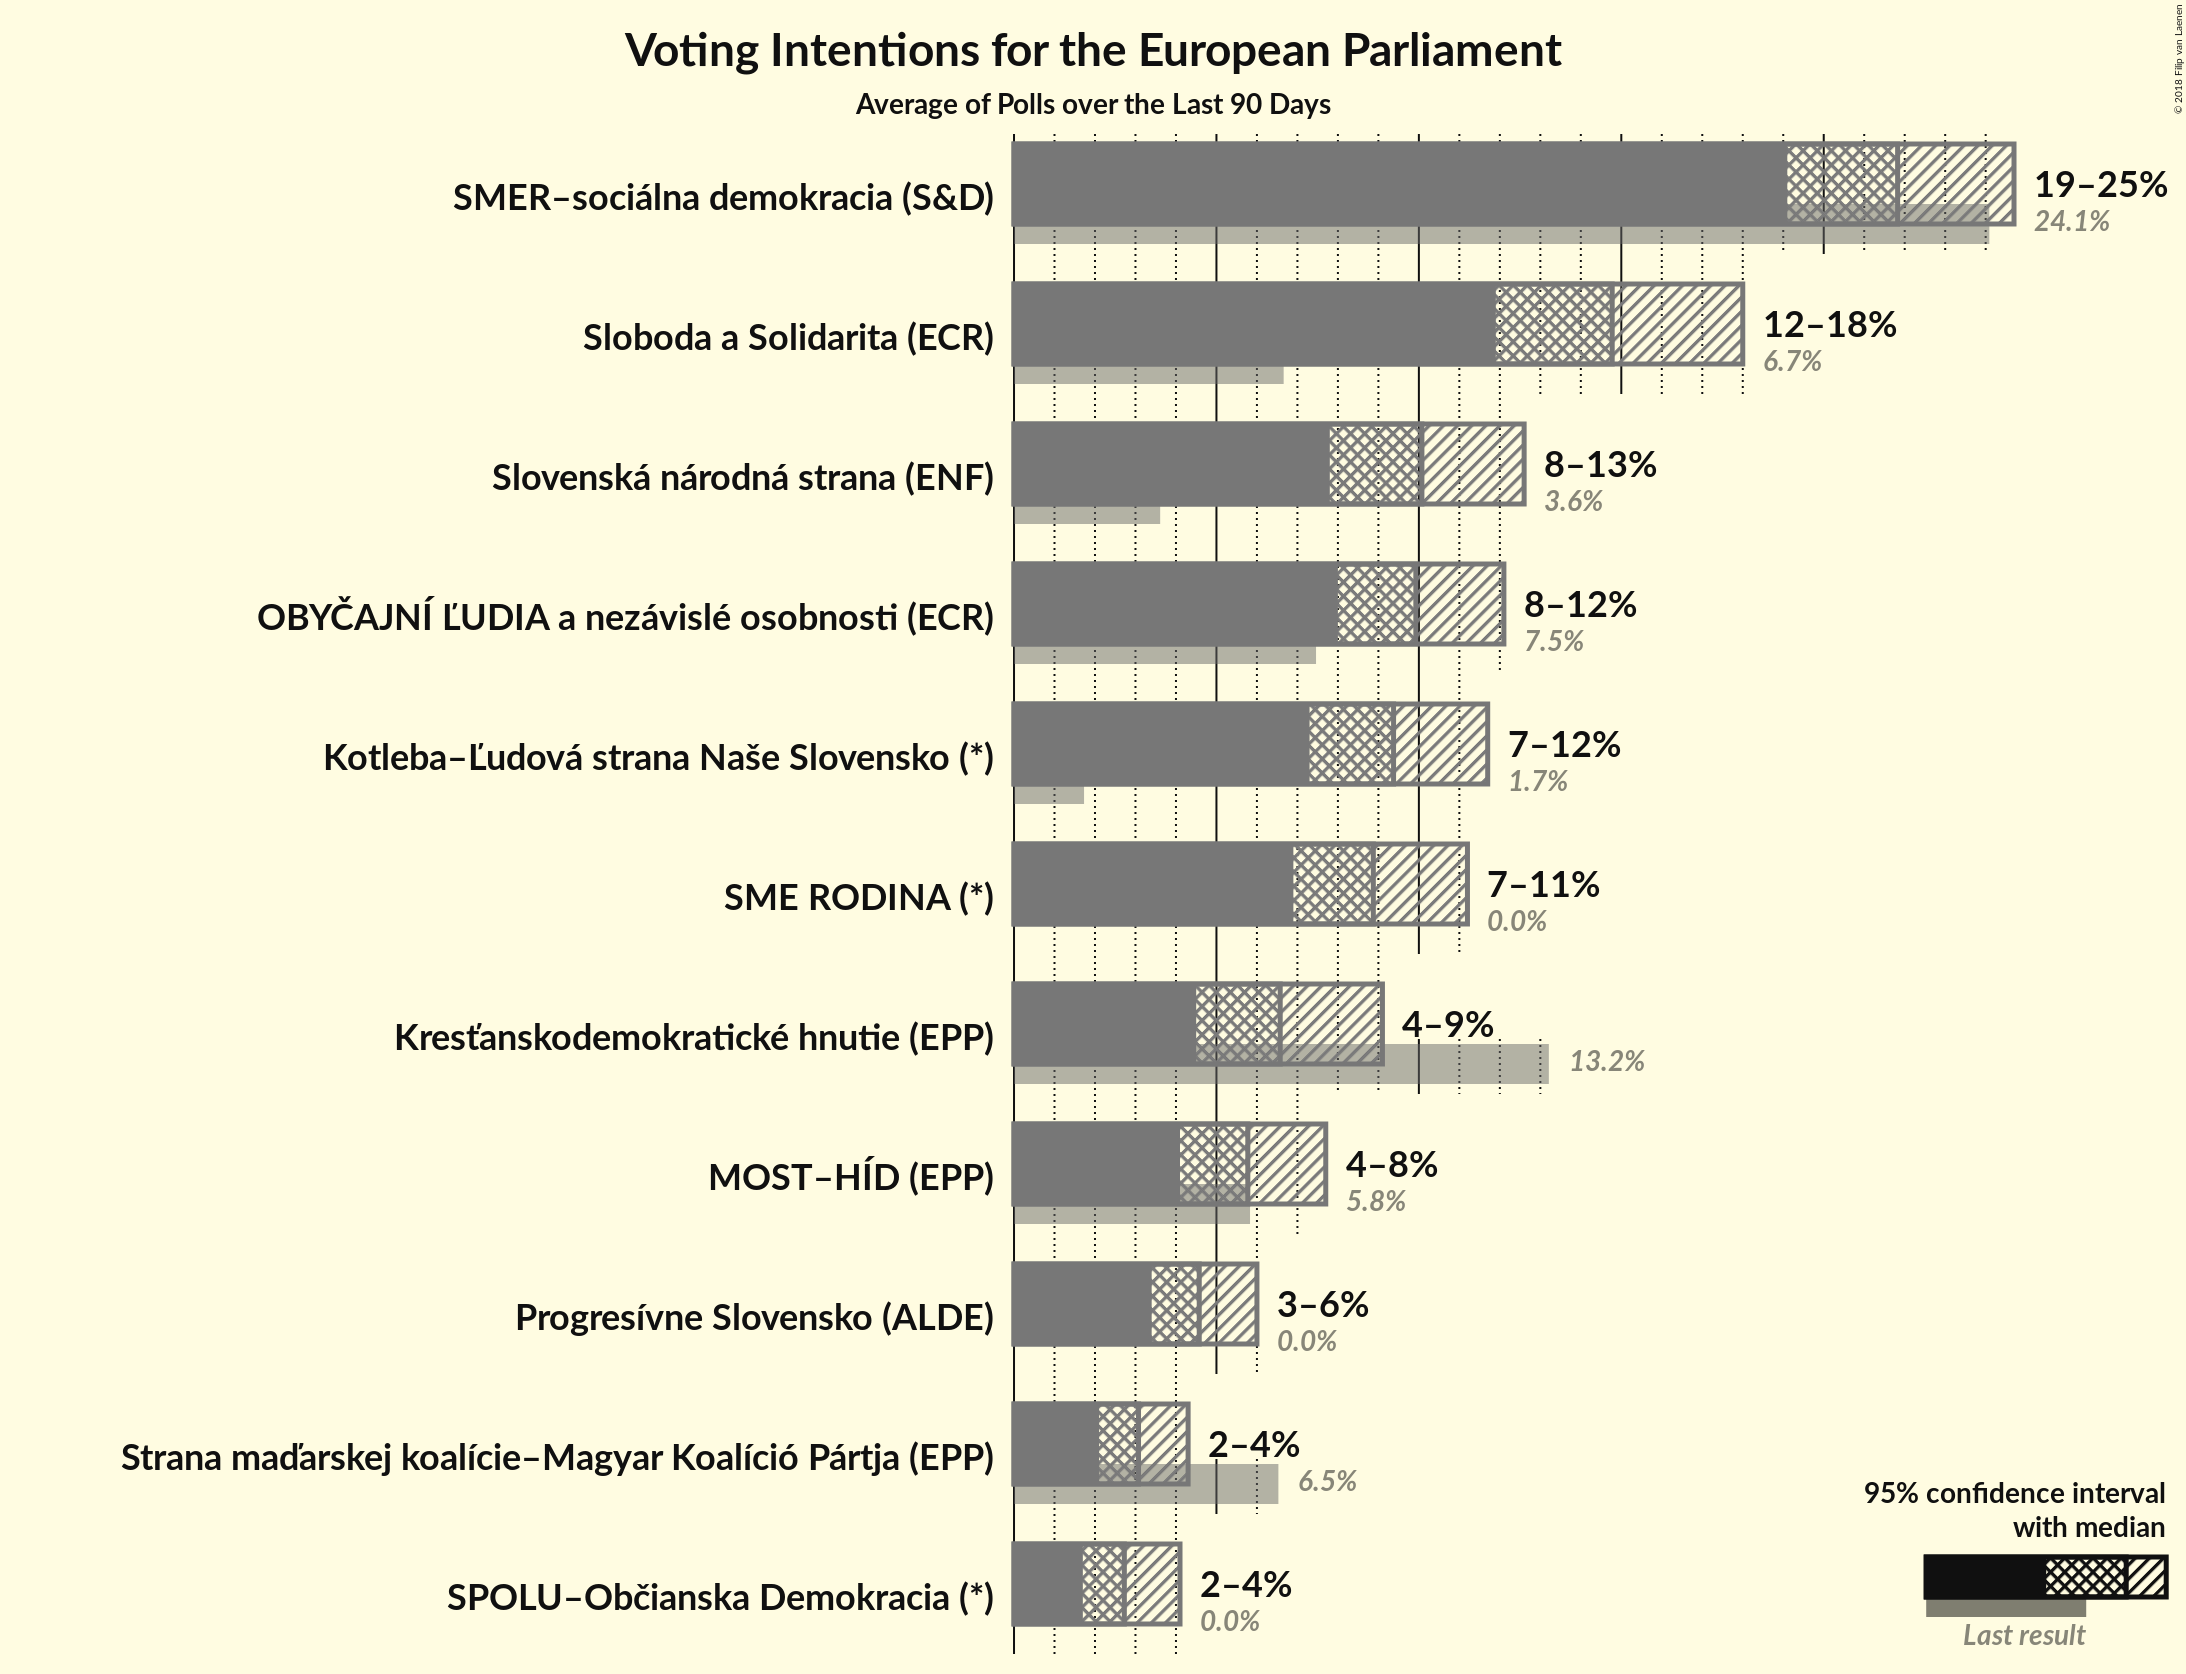 Voting Intentions for the European Parliament
Average of Polls over the Last 90 Days
© 2018 Filip van Laenen
SMER–sociálna demokracia (S&D)
19–25%
24.1%
Sloboda a Solidarita (ECR)
12–18%
6.7%
Slovenská národná strana (ENF)
8–13%
3.6%
OBYČAJNÍ ĽUDIA a nezávislé osobnosti (ECR)
8–12%
7.5%
Kotleba–Ľudová strana Naše Slovensko (*)
7–12%
1.7%
SME RODINA (*)
7–11%
0.0%
Kresťanskodemokratické hnutie (EPP)
4–9%
13.2%
MOST–HÍD (EPP)
4–8%
5.8%
Progresívne Slovensko (ALDE)
3–6%
0.0%
Strana maďarskej koalície–Magyar Koalíció Pártja (EPP)
2–4%
6.5%
SPOLU–Občianska Demokracia (*)
2–4%
0.0%
95% confidence interval
with median
Last result